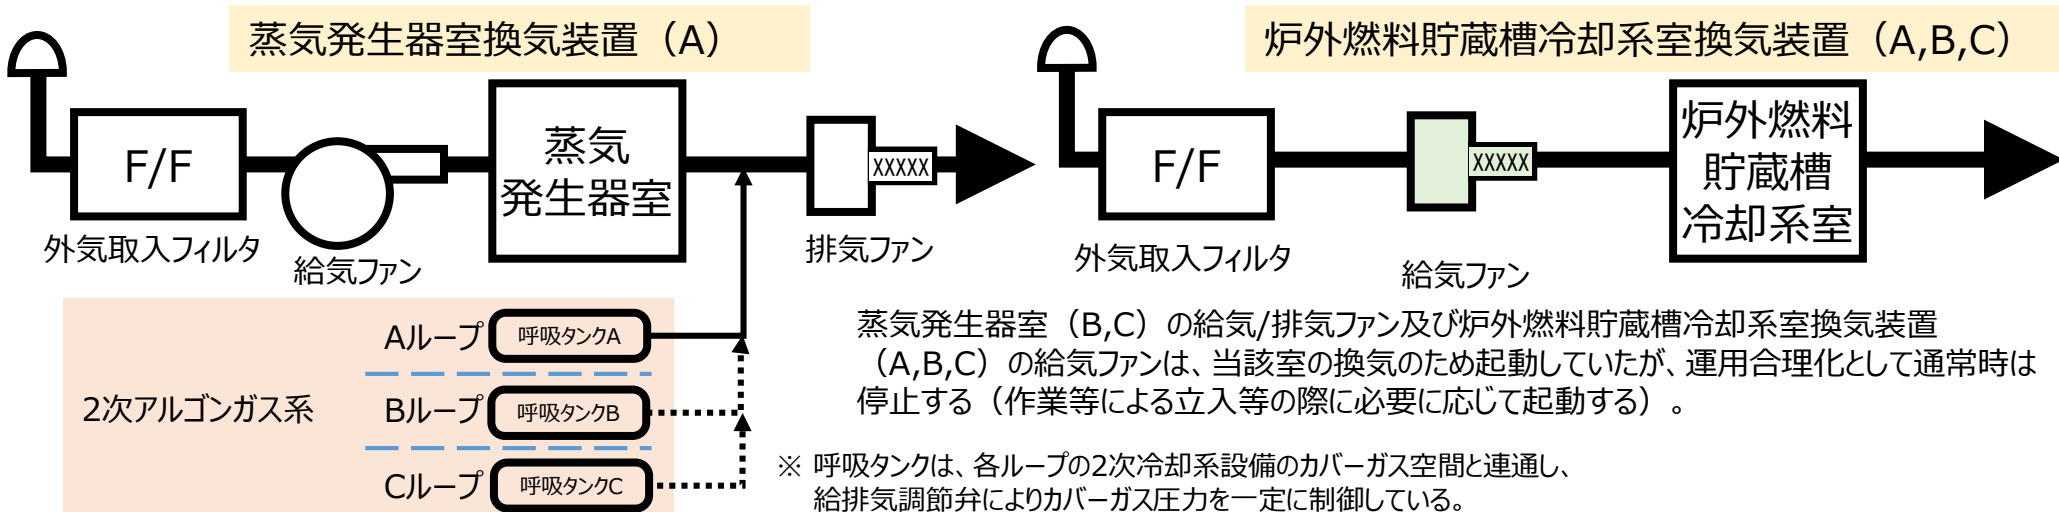 蒸気発生器室換気装置（A）
F/F
外気取入フィルタ
給気ファン
蒸気
発生器室
XXXXX
排気ファン
2次アルゴンガス系
Aループ
呼吸タンクA
Bループ
呼吸タンクB
Cループ
呼吸タンクC
炉外燃料貯蔵槽冷却系室換気装置（A,B,C）
F/F
外気取入フィルタ
XXXXX
給気ファン
炉外燃料
貯蔵槽
冷却系室
蒸気発生器室（B,C）の給気/排気ファン及び炉外燃料貯蔵槽冷却系室換気装置
（A,B,C）の給気ファンは、当該室の換気のため起動していたが、運用合理化として通常時は
停止する（作業等による立入等の際に必要に応じて起動する）。
※ 呼吸タンクは、各ループの2次冷却系設備のカバーガス空間と連通し、
給排気調節弁によりカバーガス圧力を一定に制御している。